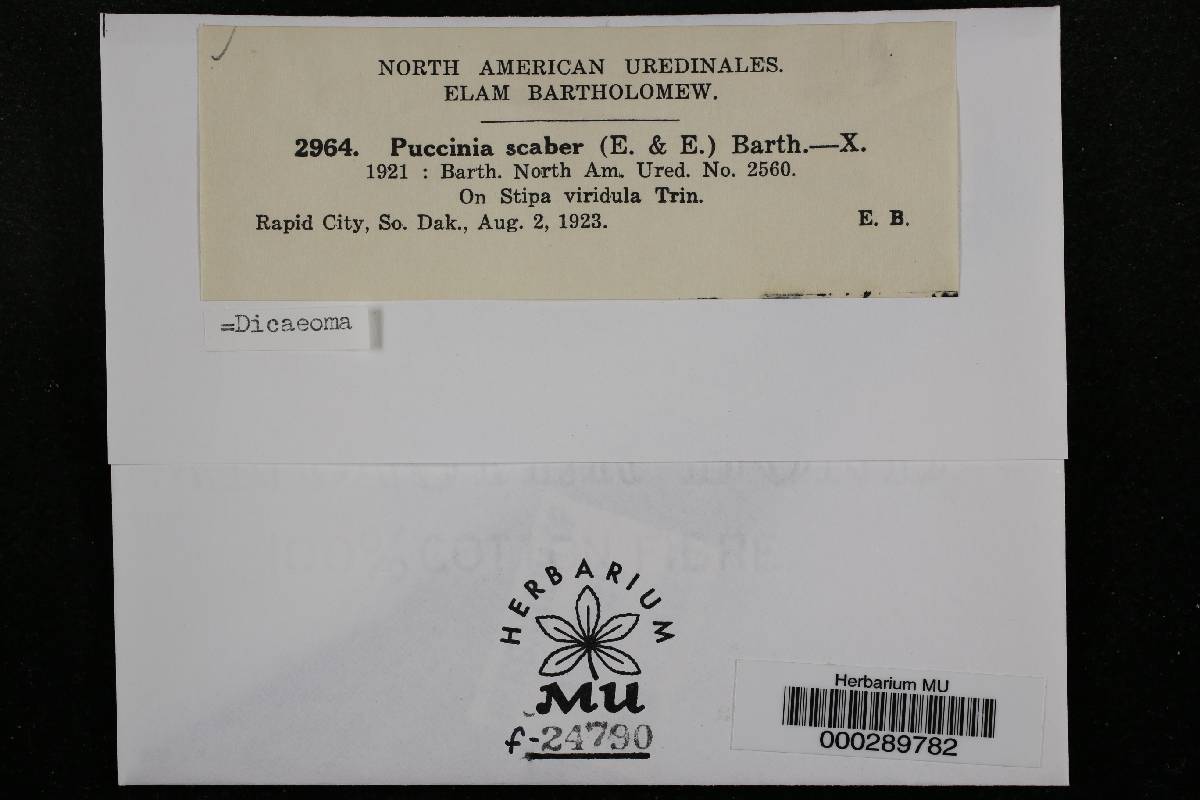 NORTH AMERICAN UREDINALES.
ELAM BARTHOLOMEW.
2964. Puccinia scaber (E. & E.) Barth.—X.
1921 : Barth. North Am. Ured. No. 2560.
On Stipa viridula Trin.
Rapid City, So. Dak., Aug. 2, 1923. E. B.
=Dicaeoma
HERBARIUM
MU
f-24790
Herbarium MU
000289782